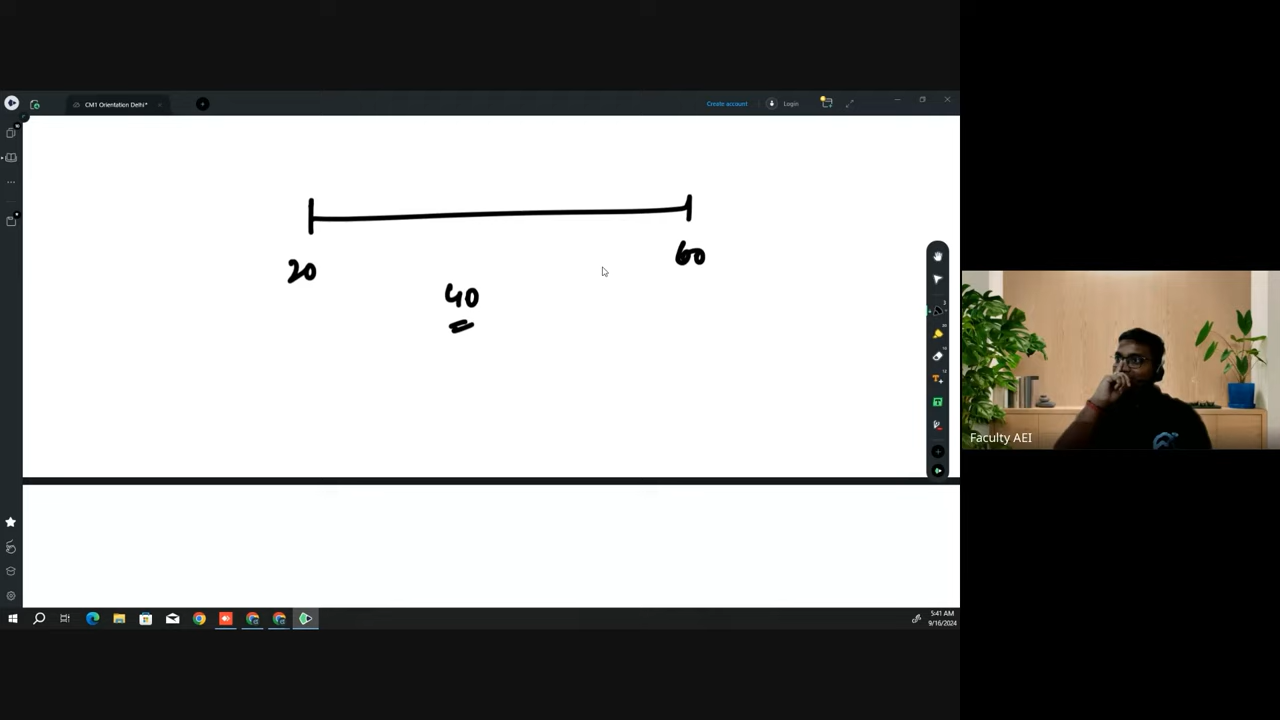 CM1 Orientation Delhi*
Create account
Login
20
60
40
Faculty AEI
5:41 AM
9/16/2024